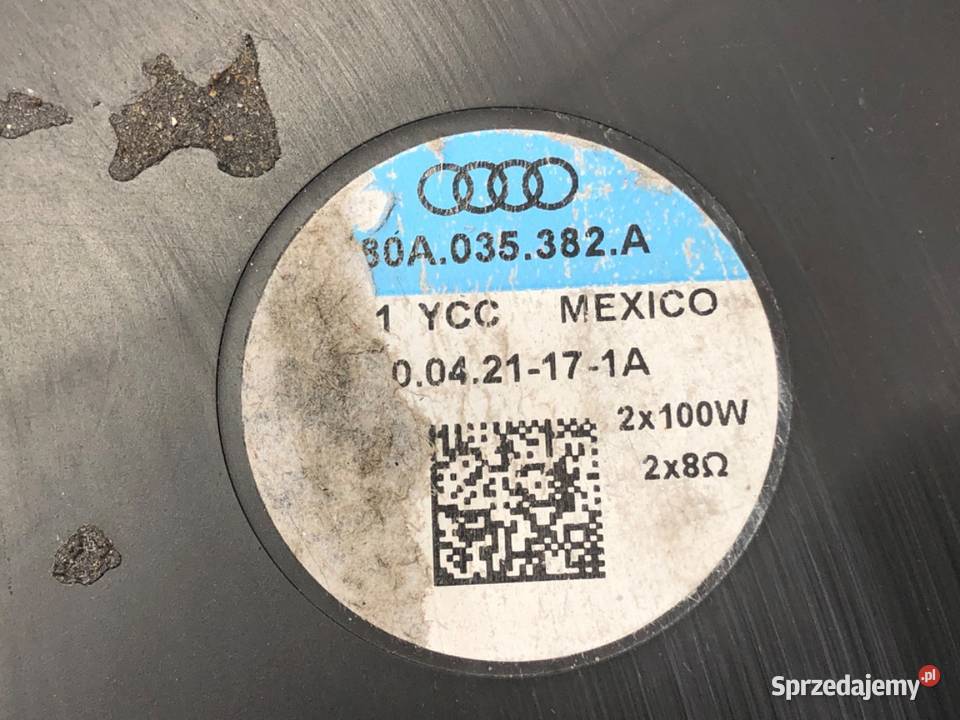 80A.035.382.A
1 YCC MEXICO
0.04.21-17-1A
2x100W
2x8Ω
Sprzedajemy.pl